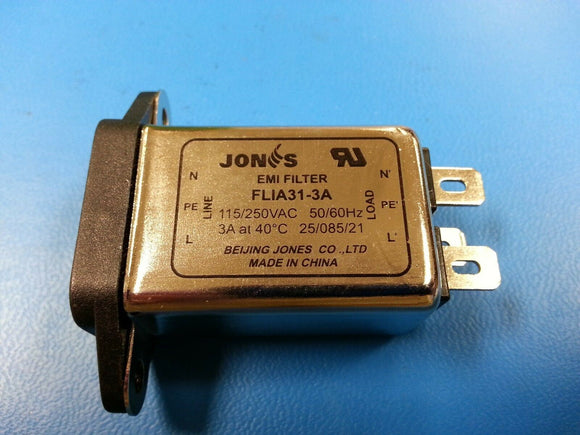 JONES
EMI FILTER
FLIA31-3A
115/250VAC 50/60Hz
3A at 40°C 25/085/21
BEIJING JONES CO.,LTD
MADE IN CHINA
N
PE
L
LINE
LOAD
N'
PE'
L'
RU